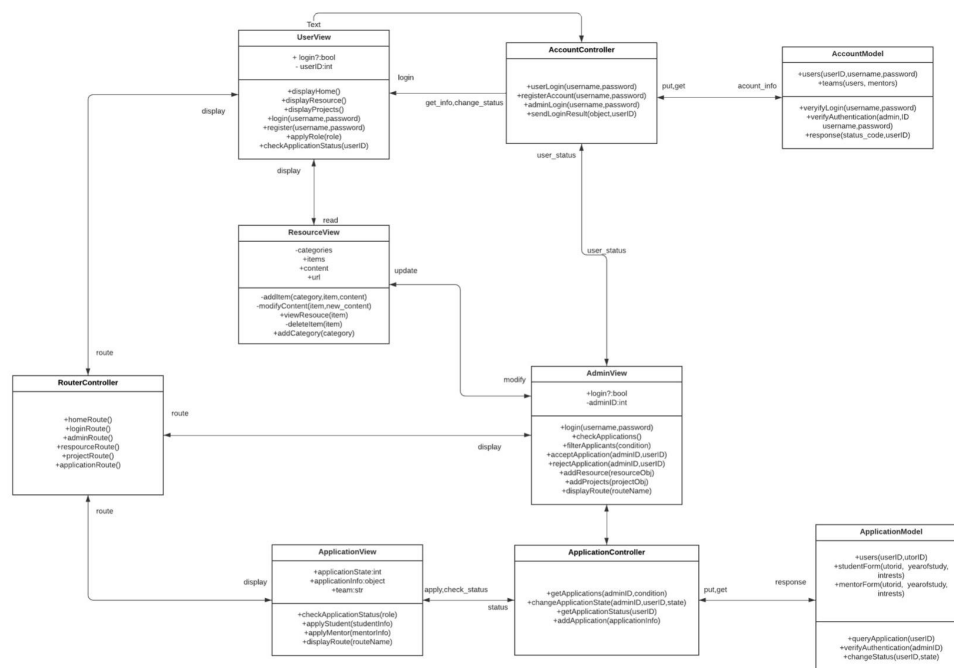 Text
UserView
+ login?:bool
- userID:int
+displayHome()
+displayResource()
+displayProjects()
+login(username,password)
+register(username,password)
+applyRole(role)
+checkApplicationStatus(userID)
login
get_info,change_status
display
display
AccountController
+userLogin(username,password)
+registerAccount(username,password)
+adminLogin(username,password)
+sendLoginResult(object,userID)
put,get
acount_info
user_status
AccountModel
+users(userID,username,password)
+teams(users, mentors)
+veryifyLogin(username,password)
+verifyAuthentication(admin,ID
username,password)
+response(status_code,userID)
read
ResourceView
-categories
+items
+content
+url
-addItem(category,item,content)
-modifyContent(item,new_content)
+viewResouce(item)
-deleteItem(item)
+addCategory(category)
update
user_status
route
modify
RouterController
+homeRoute()
+loginRoute()
+adminRoute()
+respourceRoute()
+projectRoute()
+applicationRoute()
route
display
route
AdminView
+login?:bool
-adminID:int
+login(username,password)
+checkApplications()
+filterApplicants(condition)
+acceptApplication(adminID,userID)
+rejectApplication(adminID,userID)
+addResource(resourceObj)
+addProjects(projectObj)
+displayRoute(routeName)
display
ApplicationView
+applicationState:int
+applicationInfo:object
+team:str
+checkApplicationStatus(role)
+applyStudent(studentInfo)
+applyMentor(mentorInfo)
+displayRoute(routeName)
apply,check_status
status
ApplicationController
+getApplications(adminID,condition)
+changeApplicationState(adminID,userID,state)
+getApplicationStatus(userID)
+addApplication(applicationInfo)
put,get
response
ApplicationModel
+users(userID,utorID)
+studentForm(utorid, yearofstudy,
intrests)
+mentorForm(utorid, yearofstudy,
intrests)
+queryApplication(userID)
+verifyAuthentication(adminID)
+changeStatus(userID,state)